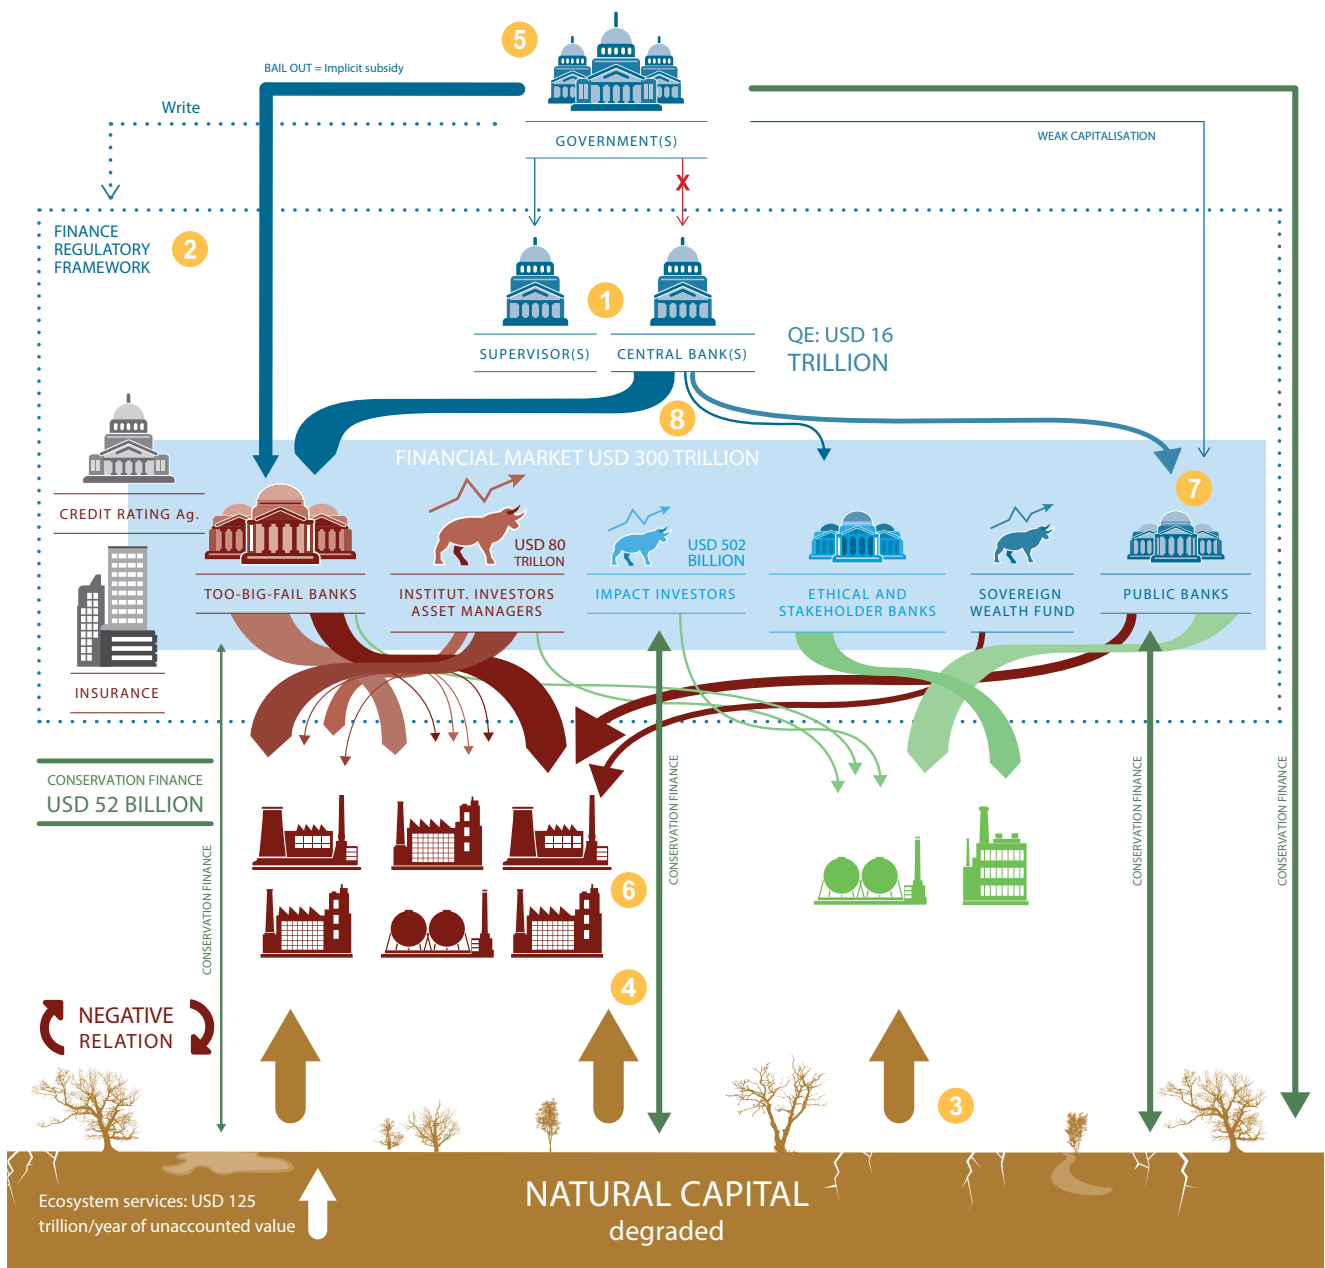 5
BAIL OUT = Implicit subsidy
Write
GOVERNMENT(S)
WEAK CAPITALISATION
X
FINANCE
REGULATORY
FRAMEWORK
2
1
SUPERVISOR(S)
CENTRAL BANK(S)
QE: USD 16
TRILLION
8
FINANCIAL MARKET USD 300 TRILLION
7
CREDIT RATING Ag.
USD 80
TRILLON
USD 502
BILLION
TOO-BIG-FAIL BANKS
INSTITUT. INVESTORS
ASSET MANAGERS
IMPACT INVESTORS
ETHICAL AND
STAKEHOLDER BANKS
SOVEREIGN
WEALTH FUND
PUBLIC BANKS
INSURANCE
CONSERVATION FINANCE
USD 52 BILLION
CONSERVATION FINANCE
CONSERVATION FINANCE
CONSERVATION FINANCE
CONSERVATION FINANCE
6
4
NEGATIVE
RELATION
3
Ecosystem services: USD 125
trillion/year of unaccounted value
NATURAL CAPITAL
degraded